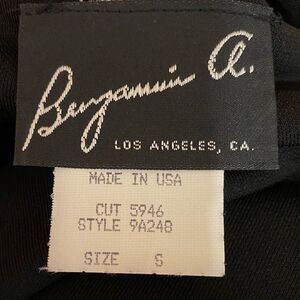 Benjamin A.
LOS ANGELES, CA.
MADE IN USA
CUT 5946
STYLE 9A248
SIZE S